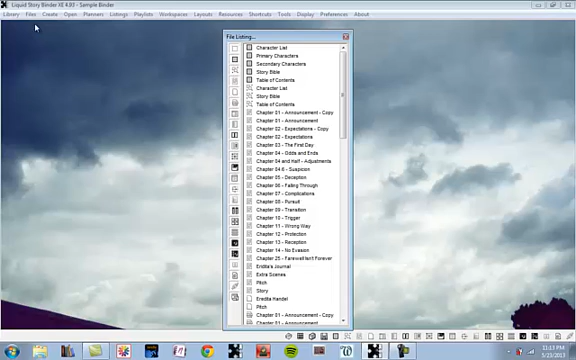 Liquid Story Binder XE 4.93 - Sample Binder
Library Files Create Open Planners Listings Playlists Workspaces Layouts Resources Shortcuts Tools Display Preferences About
File Listing...
Character List
Primary Characters
Secondary Characters
Story Bible
Table of Contents
Character List
Story Bible
Table of Contents
Chapter 01 - Announcement - Copy
Chapter 01 - Announcement
Chapter 02 - Expectations - Copy
Chapter 02 - Expectations
Chapter 03 - The First Day
Chapter 04 - Odds and Ends
Chapter 04 and Half - Adjustments
Chapter 04.6 - Suspicion
Chapter 05 - Deception
Chapter 06 - Falling Through
Chapter 07 - Complications
Chapter 08 - Pursuit
Chapter 09 - Transition
Chapter 10 - Trigger
Chapter 11 - Wrong Way
Chapter 12 - Protection
Chapter 13 - Reception
Chapter 14 - No Evasion
Chapter 25 - Farewell Isn't Forever
Journal
Extra Scenes
Pitch
Story
Handel
Pitch
Chapter 01 - Announcement - Copy
Chapter 01 - Announcement
11:13 PM
5/23/2013